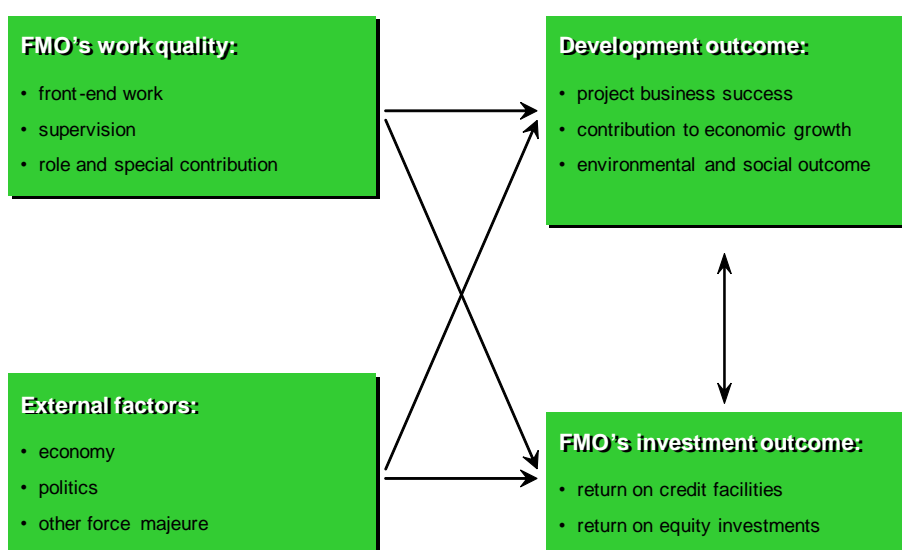 FMO's work quality:
• front-end work
• supervision
• role and special contribution
Development outcome:
• project business success
• contribution to economic growth
• environmental and social outcome
External factors:
• economy
• politics
• other force majeure
FMO's investment outcome:
• return on credit facilities
• return on equity investments